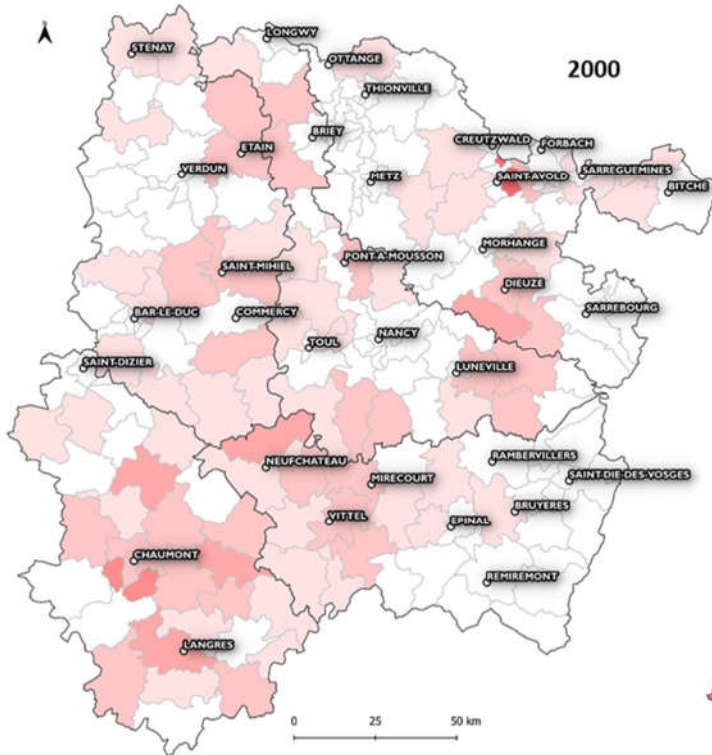 LONGWY
STENAY
OTTANGE
2000
THIONVILLE
BRIEY
CREUTZWALD
FORBACH
ETAIN
VERDUN
METZ
SAINT-AVOLD
SARREGUEMINES
BITCHE
MORHANGE
PONT-A-MOUSSON
SAINT-MIHIEL
DIEUZE
BAR-LE-DUC
COMMERCY
SARREBOURG
TOUL
NANCY
SAINT-DIZIER
LUNEVILLE
NEUFCHATEAU
RAMBERVILLERS
MIRECOURT
SAINT-DIE-DES-VOSGES
VITTEL
BRUYERES
EPINAL
CHAUMONT
REMIREMONT
LANGRES
0 25 50 km